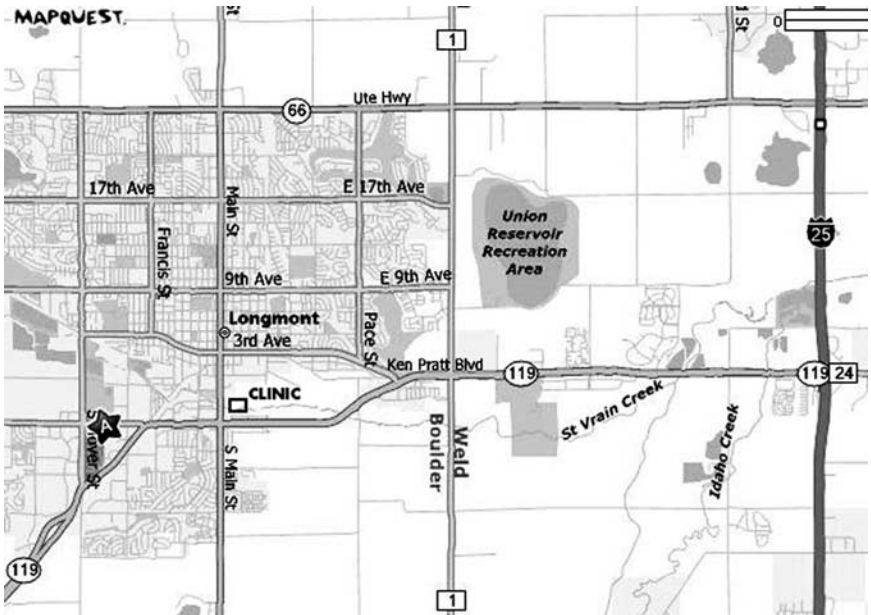 MAPQUEST.
St
1
d St
0
66
Ute Hwy
17th Ave
Main St
E 17th Ave
Union
Reservoir
Recreation
Area
25
Francis St
9th Ave
E 9th Ave
Longmont
3rd Ave
Pace St
Ken Pratt Blvd
119
119
24
CLINIC
A
S Main St
Boulder
Weld
St Vrain Creek
Idaho Creek
119
1